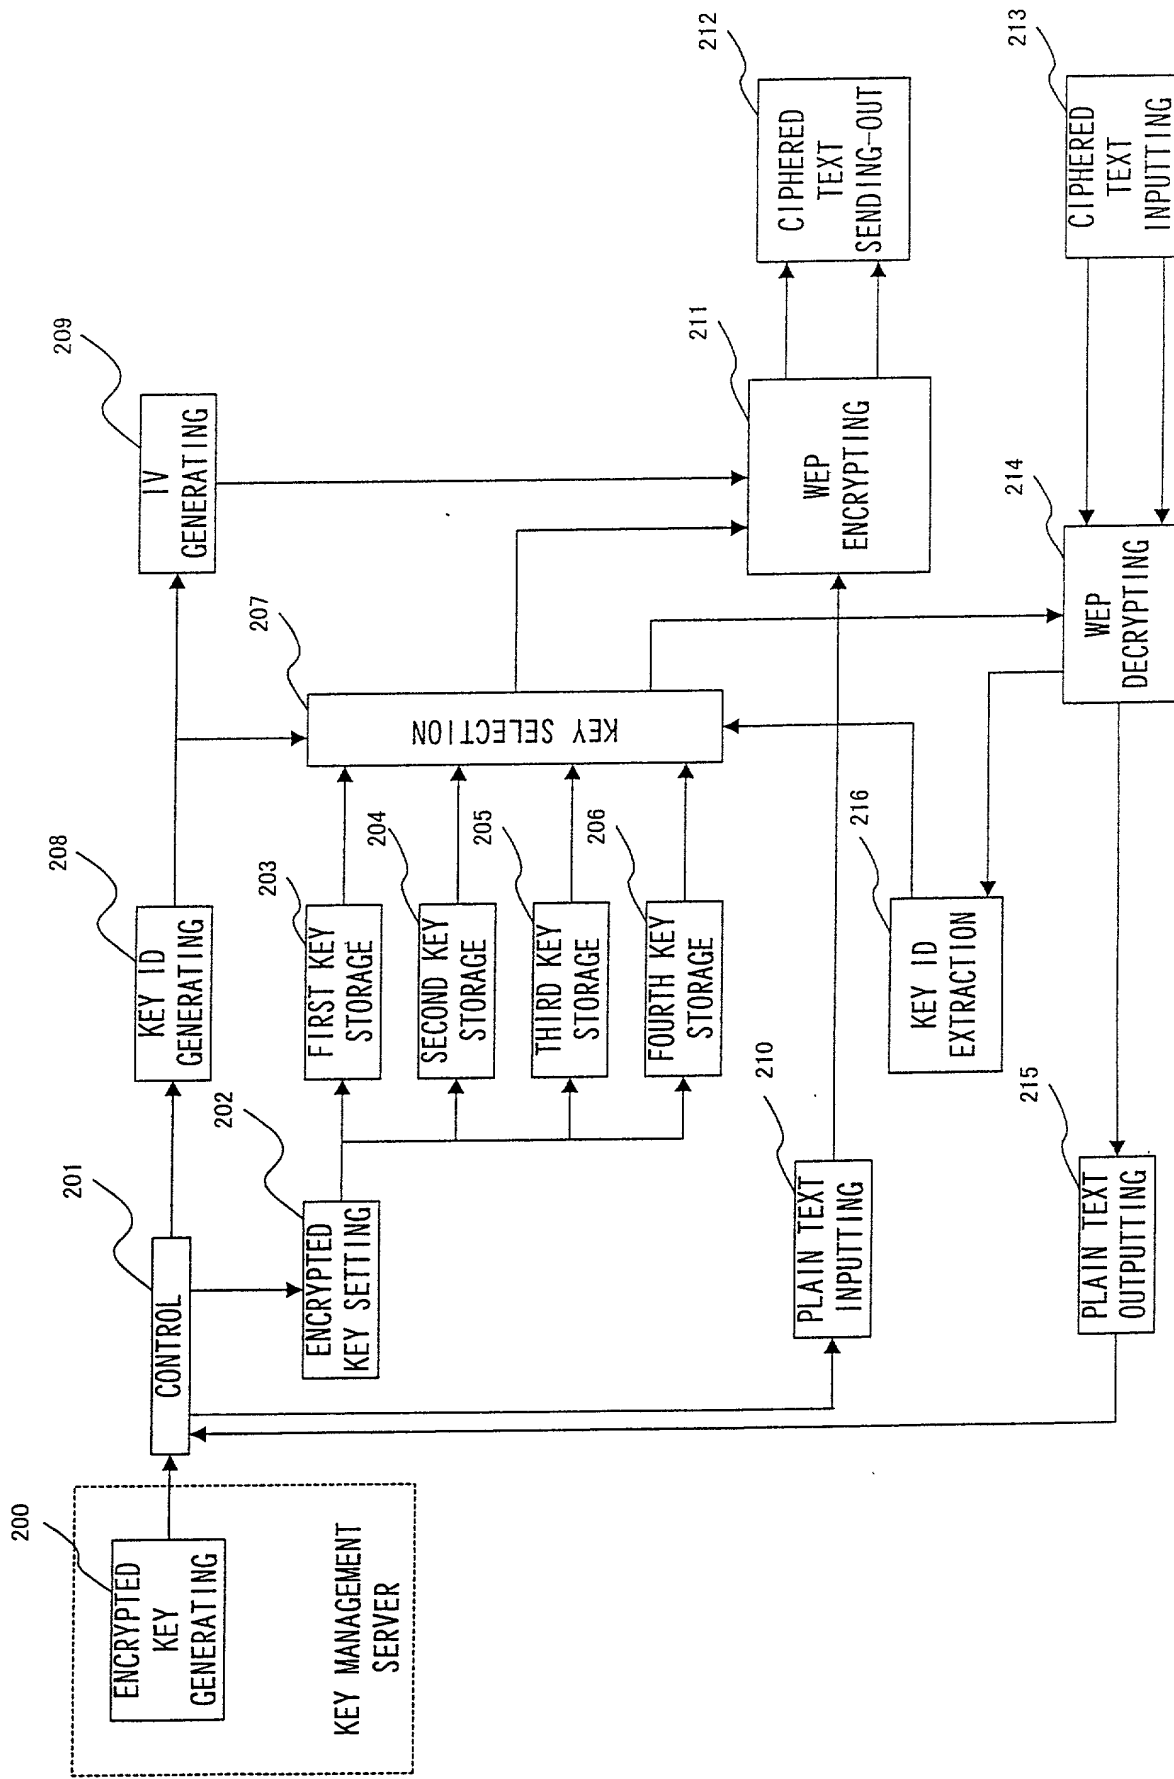 200
ENCRYPTED
KEY
GENERATING
KEY MANAGEMENT
SERVER
201
CONTROL
202
ENCRYPTED
KEY SETTING
208
KEY ID
GENERATING
203
FIRST KEY
STORAGE
204
SECOND KEY
STORAGE
205
THIRD KEY
STORAGE
206
FOURTH KEY
STORAGE
207
KEY SELECTION
209
IV
GENERATING
210
PLAIN TEXT
INPUTTING
211
WEP
ENCRYPTING
212
CIPHERED
TEXT
SENDING-OUT
213
CIPHERED
TEXT
INPUTTING
214
WEP
DECRYPTING
215
PLAIN TEXT
OUTPUTTING
216
KEY ID
EXTRACTION